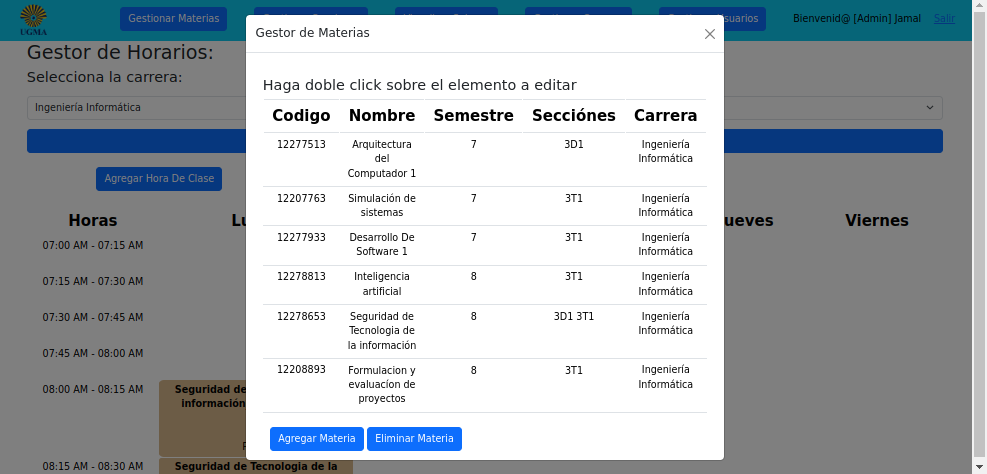 UGMA
Gestionar Materias
Usuarios
Bienvenid@ [Admin] Jamal
Salir
Gestor de Horarios:
Selecciona la carrera:
Ingeniería Informática
Agregar Hora De Clase
Horas
Lu
ueves
Viernes
07:00 AM - 07:15 AM
07:15 AM - 07:30 AM
07:30 AM - 07:45 AM
07:45 AM - 08:00 AM
08:00 AM - 08:15 AM
Seguridad de
información
08:15 AM - 08:30 AM
Seguridad de Tecnologia de la
Gestor de Materias
Haga doble click sobre el elemento a editar
Codigo Nombre Semestre Secciónes Carrera
12277513 Arquitectura 7 3D1 Ingeniería
del Informática
Computador 1
12207763 Simulación de 7 3T1 Ingeniería
sistemas Informática
12277933 Desarrollo De 7 3T1 Ingeniería
Software 1 Informática
12278813 Inteligencia 8 3T1 Ingeniería
artificial Informática
12278653 Seguridad de 8 3D1 3T1 Ingeniería
Tecnologia de Informática
la información
12208893 Formulacion y 8 3T1 Ingeniería
evaluacíon de Informática
proyectos
Agregar Materia
Eliminar Materia